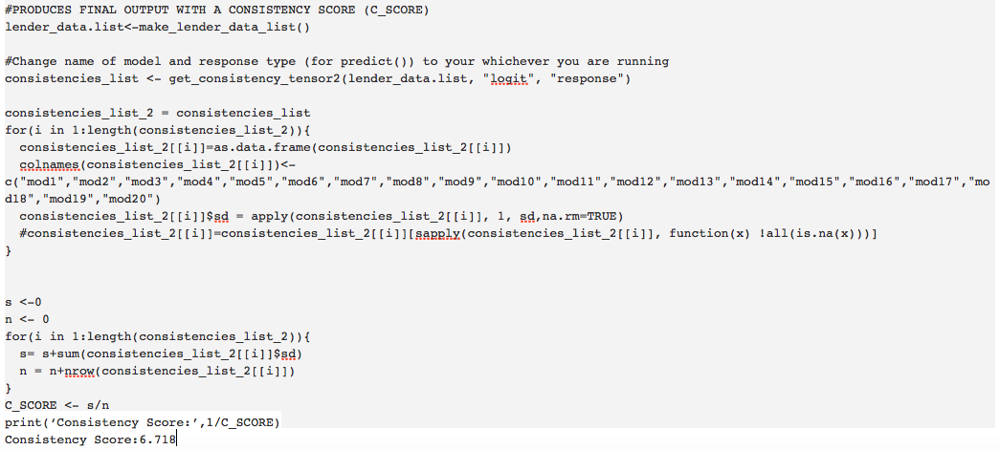 #PRODUCES FINAL OUTPUT WITH A CONSISTENCY SCORE (C_SCORE)
lender_data.list<-make_lender_data_list()
#Change name of model and response type (for predict()) to your whichever you are running
consistencies_list <- get_consistency_tensor2(lender_data.list, "logit", "response")
consistencies_list_2 = consistencies_list
for(i in 1:length(consistencies_list_2)){
  consistencies_list_2[[i]]=as.data.frame(consistencies_list_2[[i]])
  colnames(consistencies_list_2[[i]])<-
c("mod1","mod2","mod3","mod4","mod5","mod6","mod7","mod8","mod9","mod10","mod11","mod12","mod13","mod14","mod15","mod16","mod17","mo
d18","mod19","mod20")
  consistencies_list_2[[i]]$sd = apply(consistencies_list_2[[i]], 1, sd,na.rm=TRUE)
  #consistencies_list_2[[i]]=consistencies_list_2[[i]][sapply(consistencies_list_2[[i]], function(x) !all(is.na(x)))]
}
s <-0
n <- 0
for(i in 1:length(consistencies_list_2)){
  s= s+sum(consistencies_list_2[[i]]$sd)
  n = n+nrow(consistencies_list_2[[i]])
}
C_SCORE <- s/n
print(‘Consistency Score:’,1/C_SCORE)
Consistency Score:6.718